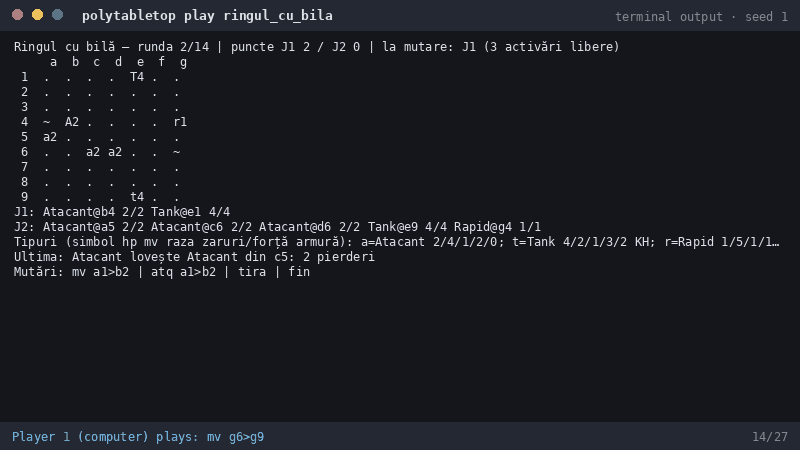 polytabletop play ringul_cu_bila
terminal output · seed 1
Ringul cu bilă — runda 2/14 | puncte J1 2 / J2 0 | la mutare: J1 (3 activări libere)
a b c d e f g
1 . . . . T4 . .
2 . . . . . . .
3 . . . . . . .
4 ~ A2 . . . . r1
5 a2 . . . . . .
6 . . a2 a2 . . ~
7 . . . . . . .
8 . . . . . . .
9 . . . . t4 . .
J1: Atacant@b4 2/2 Tank@e1 4/4
J2: Atacant@a5 2/2 Atacant@c6 2/2 Atacant@d6 2/2 Tank@e9 4/4 Rapid@g4 1/1
Tipuri (simbol hp mv raza zaruri/forță armură): a=Atacant 2/4/1/2/0; t=Tank 4/2/1/3/2 KH; r=Rapid 1/5/1/1…
Ultima: Atacant lovește Atacant din c5: 2 pierderi
Mutări: mv a1>b2 | atq a1>b2 | tira | fin
Player 1 (computer) plays: mv g6>g9
14/27